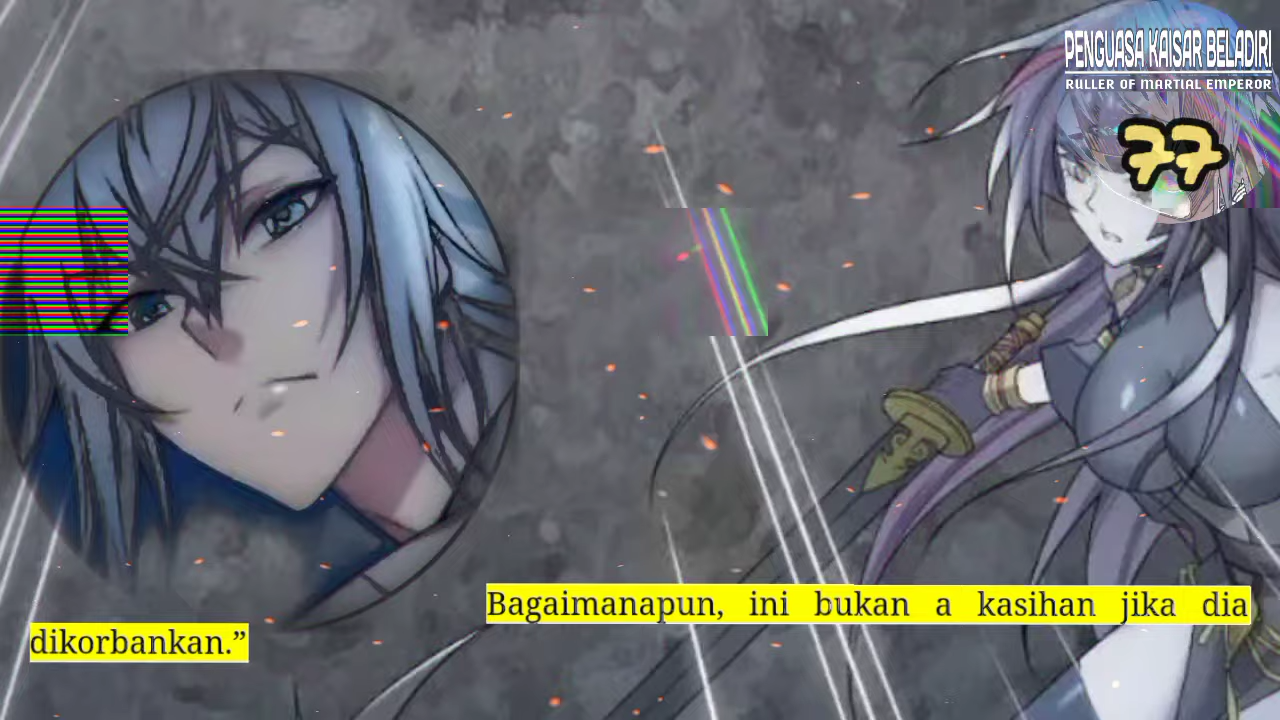 PENGUASA KAISAR BELADIRI
RULLER OF MARTIAL EMPEROR
77
Bagaimanapun, ini bukan a kasihan jika dia
dikorbankan.”